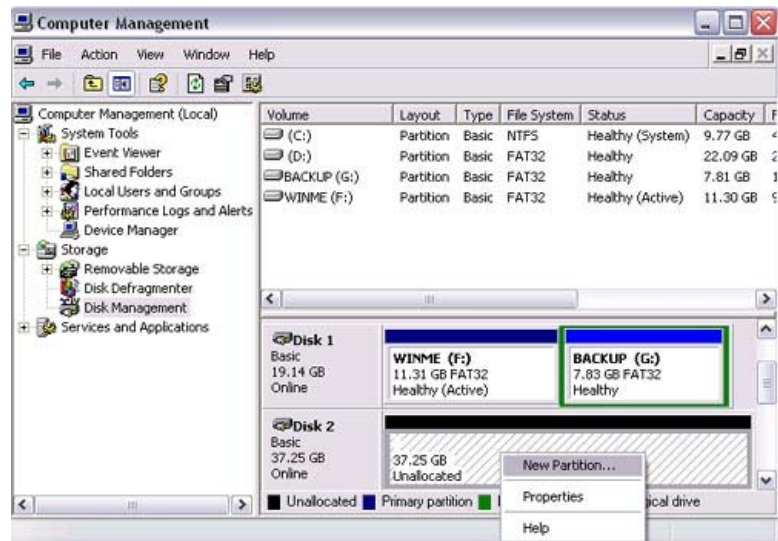 Computer Management
File Action View Window Help
Computer Management (Local)
System Tools
Event Viewer
Shared Folders
Local Users and Groups
Performance Logs and Alerts
Device Manager
Storage
Removable Storage
Disk Defragmenter
Disk Management
Services and Applications
Volume Layout Type File System Status Capacity
(C:) Partition Basic NTFS Healthy (System) 9.77 GB
(D:) Partition Basic FAT32 Healthy 22.09 GB
BACKUP (G:) Partition Basic FAT32 Healthy 7.81 GB
WINME (F:) Partition Basic FAT32 Healthy (Active) 11.30 GB
Disk 1
Basic
19.14 GB
Online
WINME (F:)
11.31 GB FAT32
Healthy (Active)
BACKUP (G:)
7.83 GB FAT32
Healthy
Disk 2
Basic
37.25 GB
Online
37.25 GB
Unallocated
New Partition...
Properties
Help
Unallocated Primary partition drive